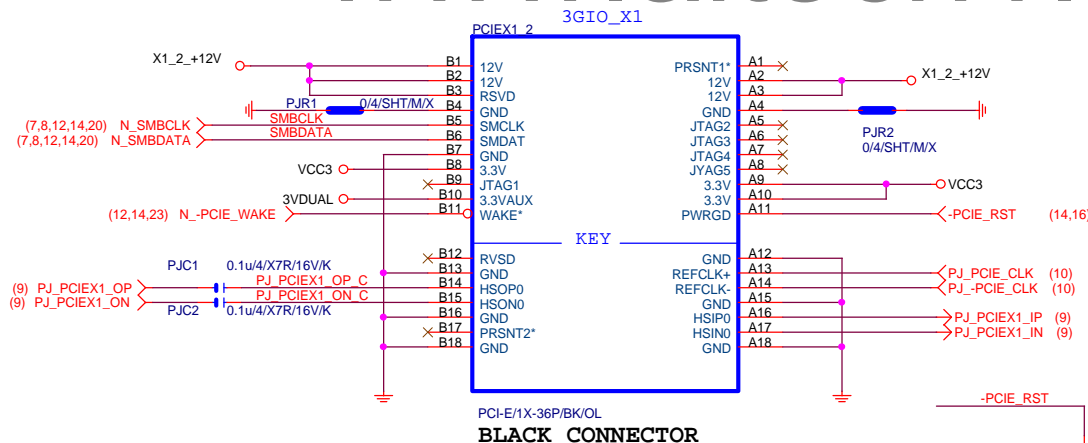 3GIO_X1
PCIEX1_2
X1_2_+12V
B1 12V
B2 12V
B3 RSVD
PJR1 0/4/SHT/M/X B4 GND
(7,8,12,14,20) N_SMBCLK SMBCLK B5 SMCLK
(7,8,12,14,20) N_SMBDATA SMBDATA B6 SMDAT
B7 GND
VCC3 B8 3.3V
B9 JTAG1
3VDUAL B10 3.3VAUX
(12,14,23) N_-PCIE_WAKE B11 WAKE*
KEY
B12 RVSD
PJC1 0.1u/4/X7R/16V/K B13 GND
(9) PJ_PCIEX1_OP PJ_PCIEX1_OP_C B14 HSOP0
(9) PJ_PCIEX1_ON PJ_PCIEX1_ON_C B15 HSON0
PJC2 0.1u/4/X7R/16V/K B16 GND
B17 PRSNT2*
B18 GND
PRSNT1* A1
12V A2 X1_2_+12V
12V A3
GND A4
JTAG2 A5 PJR2
JTAG3 A6 0/4/SHT/M/X
JTAG4 A7
JYAG5 A8
3.3V A9 VCC3
3.3V A10
PWRGD A11 -PCIE_RST (14,16)
GND A12
REFCLK+ A13 PJ_PCIE_CLK (10)
REFCLK- A14 PJ_-PCIE_CLK (10)
GND A15
HSIP0 A16 PJ_PCIEX1_IP (9)
HSIN0 A17 PJ_PCIEX1_IN (9)
GND A18
PCI-E/1X-36P/BK/OL
BLACK CONNECTOR
-PCIE_RST